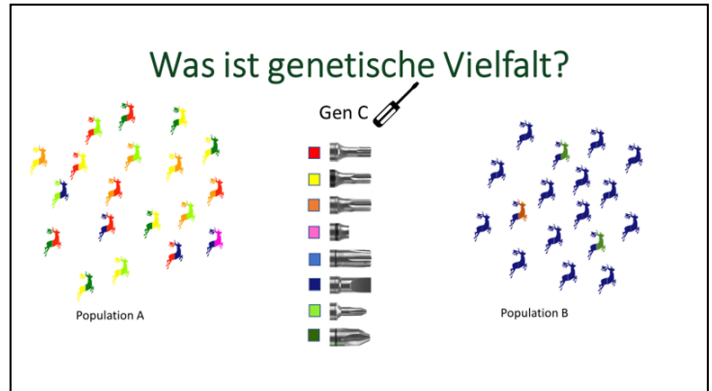 Was ist genetische Vielfalt?
Gen C
Population A
Population B